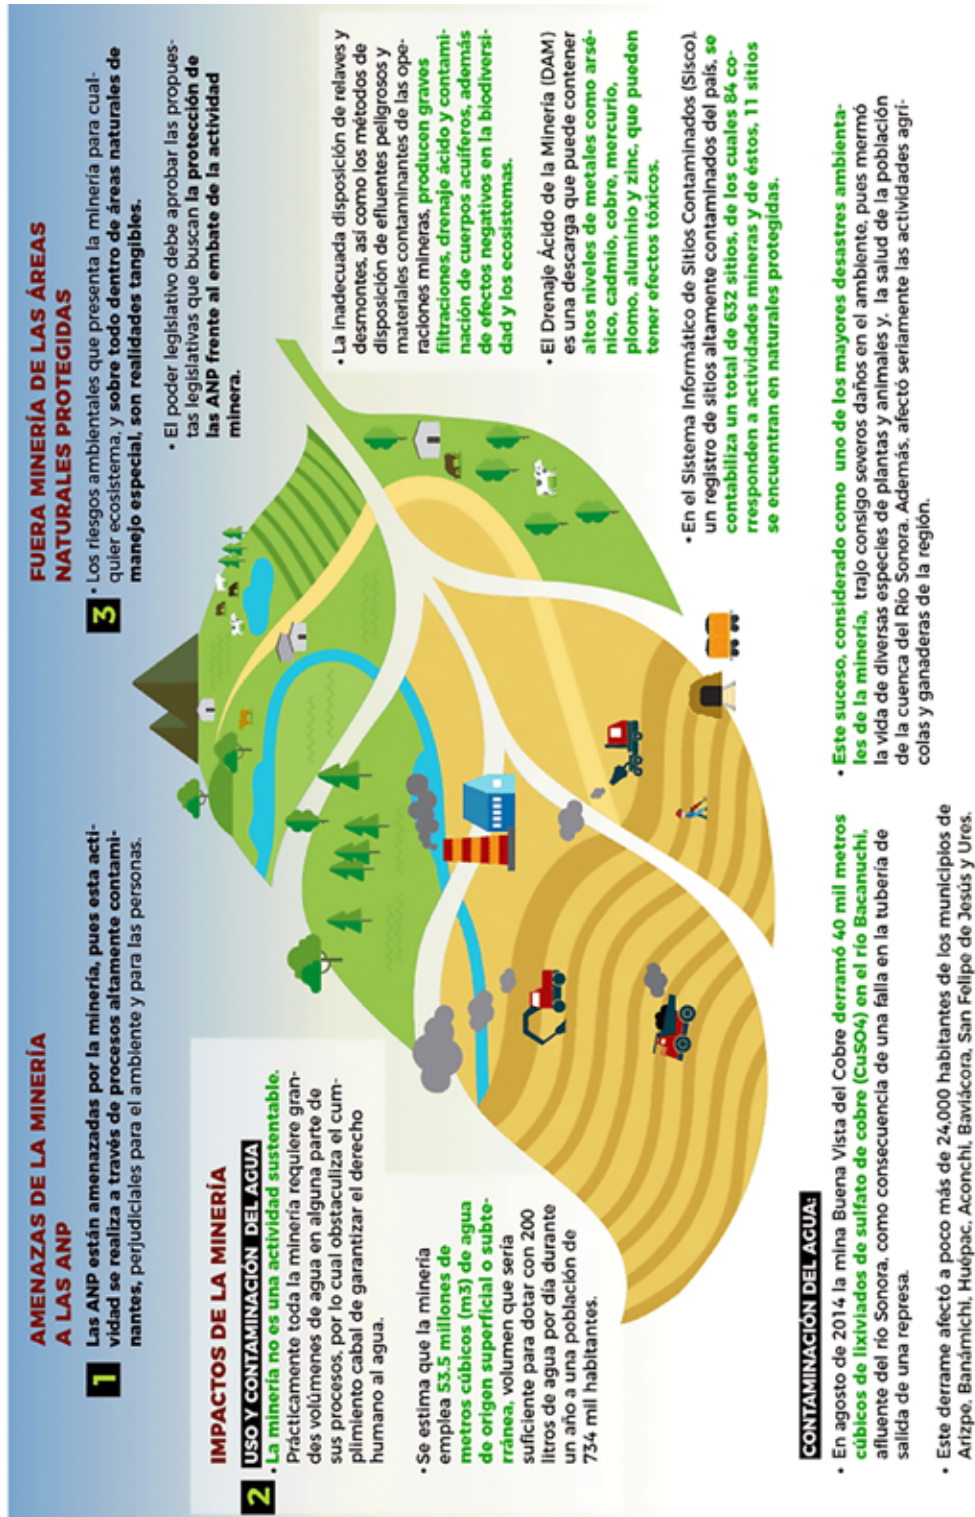 AMENAZAS DE LA MINERÍA
A LAS ANP
1
Las ANP están amenazadas por la minería, pues esta acti-
vidad se realiza a través de procesos altamente contami-
nantes, perjudiciales para el ambiente y para las personas.
IMPACTOS DE LA MINERÍA
2
USO Y CONTAMINACIÓN DEL AGUA
• La minería no es una actividad sustentable.
Prácticamente toda la minería requiere gran-
des volúmenes de agua en alguna parte de
sus procesos, por lo cual obstaculiza el cum-
plimiento cabal de garantizar el derecho
humano al agua.
• Se estima que la minería
emplea 53.5 millones de
metros cúbicos (m3) de agua
de origen superficial o subte-
rránea, volumen que sería
suficiente para dotar con 200
litros de agua por día durante
un año a una población de
734 mil habitantes.
FUERA MINERÍA DE LAS ÁREAS
NATURALES PROTEGIDAS
3
• Los riesgos ambientales que presenta la minería para cual-
quier ecosistema, y sobre todo dentro de áreas naturales de
manejo especial, son realidades tangibles.
• El poder legislativo debe aprobar las propues-
tas legislativas que buscan la protección de
las ANP frente al embate de la actividad
minera.
• La inadecuada disposición de relaves y
desmontes, así como los métodos de
disposición de efluentes peligrosos y
materiales contaminantes de las ope-
raciones mineras, producen graves
filtraciones, drenaje ácido y contami-
nación de cuerpos acuíferos, además
de efectos negativos en la biodiversi-
dad y los ecosistemas.
• El Drenaje Ácido de la Minería (DAM)
es una descarga que puede contener
altos niveles de metales como arsé-
nico, cadmio, cobre, mercurio,
plomo, aluminio y zinc, que pueden
tener efectos tóxicos.
• En el Sistema Informático de Sitios Contaminados (Sisco),
un registro de sitios altamente contaminados del país, se
contabiliza un total de 632 sitios, de los cuales 84 co-
rresponden a actividades mineras y de éstos, 11 sitios
se encuentran en naturales protegidas.
CONTAMINACIÓN DEL AGUA:
• En agosto de 2014 la mina Buena Vista del Cobre derramó 40 mil metros
cúbicos de lixiviados de sulfato de cobre (CuSO4) en el río Bacanuchi,
afluente del río Sonora, como consecuencia de una falla en la tubería de
salida de una represa.
• Este derrame afectó a poco más de 24,000 habitantes de los municipios de
Arizpe, Banámichi, Huépac, Aconchi, Baviácora, San Felipe de Jesús y Ures.
• Este suceso, considerado como uno de los mayores desastres ambienta-
les de la minería, trajo consigo severos daños en el ambiente, pues mermó
la vida de diversas especies de plantas y animales y. la salud de la población
de la cuenca del Río Sonora. Además, afectó seriamente las actividades agrí-
colas y ganaderas de la región.